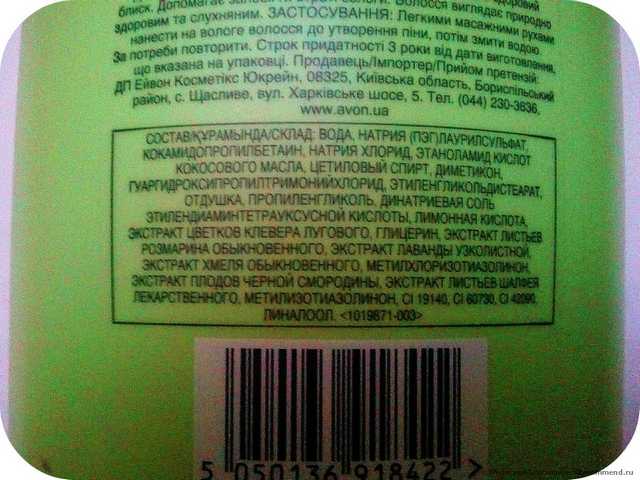 блиск. Допомагає
здоровий
Волосся виглядає природно
здоровим та слухняним. ЗАСТОСУВАННЯ: Легкими масажними рухами
нанести на вологе волосся до утворення піни, потім змити водою.
За потреби повторити. Строк придатності 3 роки від дати виготовлення,
що вказана на упаковці. Продавець/Імпортер/Прийом претензій:
ДП Ейвон Косметікс Юкрейн, 08325, Київська область, Бориспільський
район, с. Щасливе, вул. Харківське шосе, 5. Тел. (044) 230-3636,
www.avon.ua
СОСТАВ/ҚҰРАМЫНДА/СКЛАД: ВОДА, НАТРИЯ (ПЭГ)ЛАУРИЛСУЛЬФАТ,
КОКАМИДОПРОПИЛБЕТАИН, НАТРИЯ ХЛОРИД, ЭТАНОЛАМИД КИСЛОТ
КОКОСОВОГО МАСЛА, ЦЕТИЛОВЫЙ СПИРТ, ДИМЕТИКОН,
ГУАРГИДРОКСИПРОПИЛТРИМОНИЙХЛОРИД, ЭТИЛЕНГЛИКОЛЬДИСТЕАРАТ,
ОТДУШКА, ПРОПИЛЕНГЛИКОЛЬ, ДИНАТРИЕВАЯ СОЛЬ
ЭТИЛЕНДИАМИНТЕТРАУКСУСНОЙ КИСЛОТЫ, ЛИМОННАЯ КИСЛОТА,
ЭКСТРАКТ ЦВЕТКОВ КЛЕВЕРА ЛУГОВОГО, ГЛИЦЕРИН, ЭКСТРАКТ ЛИСТЬЕВ
РОЗМАРИНА ОБЫКНОВЕННОГО, ЭКСТРАКТ ЛАВАНДЫ УЗКОЛИСТНОЙ,
ЭКСТРАКТ ХМЕЛЯ ОБЫКНОВЕННОГО, МЕТИЛХЛОРИЗОТИАЗОЛИНОН,
ЭКСТРАКТ ПЛОДОВ ЧЕРНОЙ СМОРОДИНЫ, ЭКСТРАКТ ЛИСТЬЕВ ШАЛФЕЯ
ЛЕКАРСТВЕННОГО, МЕТИЛИЗОТИАЗОЛИНОН, CI 19140, CI 60730, CI 42090,
ЛИНАЛООЛ. <1019871-003>
5 050136 918422 >